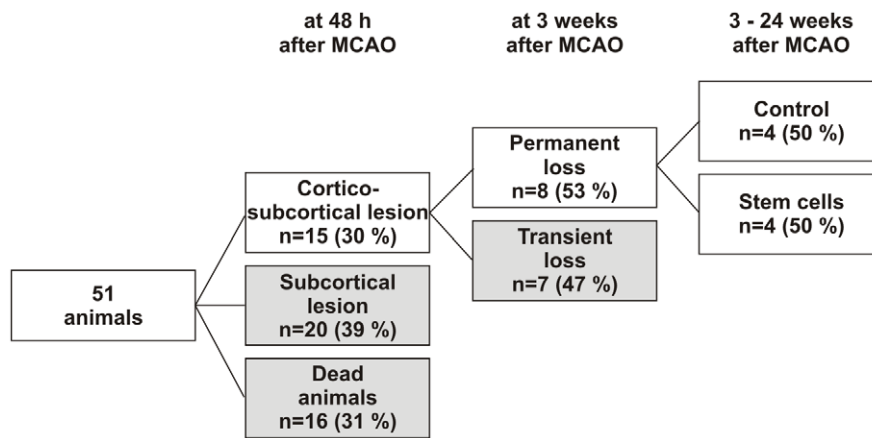 at 48 h
after MCAO
at 3 weeks
after MCAO
3 - 24 weeks
after MCAO
51
animals
Cortico-
subcortical lesion
n=15 (30 %)
Subcortical
lesion
n=20 (39 %)
Dead
animals
n=16 (31 %)
Permanent
loss
n=8 (53 %)
Transient
loss
n=7 (47 %)
Control
n=4 (50 %)
Stem cells
n=4 (50 %)